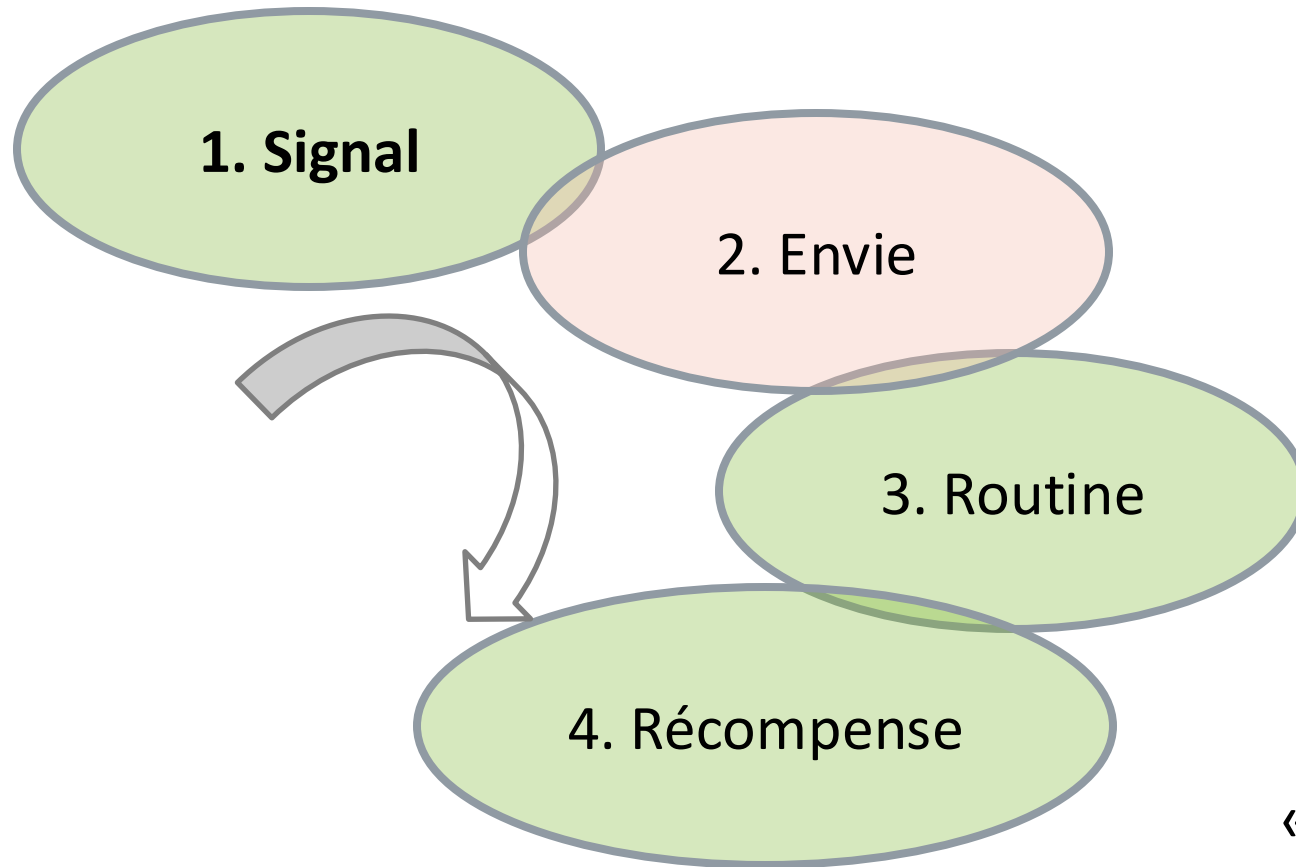 1. Signal
2. Envie
3. Routine
4. Récompense
«